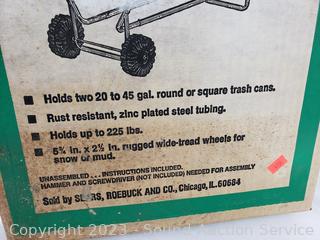 Holds two 20 to 45 gal. round or square trash cans.
Rust resistant, zinc plated steel tubing.
Holds up to 225 lbs.
5¾ in. x 2½ in. rugged wide-tread wheels for
snow or mud.
UNASSEMBLED...INSTRUCTIONS INCLUDED.
HAMMER AND SCREWDRIVER (NOT INCLUDED) NEEDED FOR ASSEMBLY
Sold by SEARS, ROEBUCK AND CO., Chicago, IL. 60684
Copyright 2023 - Sound Auction Service